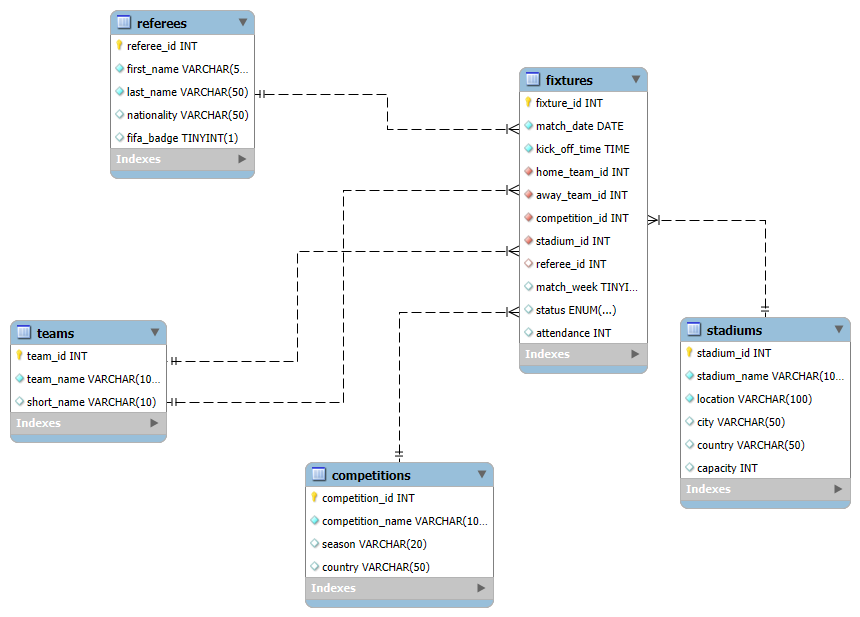 referees
referee_id INT
first_name VARCHAR(5...
last_name VARCHAR(50)
nationality VARCHAR(50)
fifa_badge TINYINT(1)
Indexes
fixtures
fixture_id INT
match_date DATE
kick_off_time TIME
home_team_id INT
away_team_id INT
competition_id INT
stadium_id INT
referee_id INT
match_week TINYI...
status ENUM(...)
attendance INT
Indexes
teams
team_id INT
team_name VARCHAR(10...
short_name VARCHAR(10)
Indexes
stadiums
stadium_id INT
stadium_name VARCHAR(10...
location VARCHAR(100)
city VARCHAR(50)
country VARCHAR(50)
capacity INT
Indexes
competitions
competition_id INT
competition_name VARCHAR(10...
season VARCHAR(20)
country VARCHAR(50)
Indexes